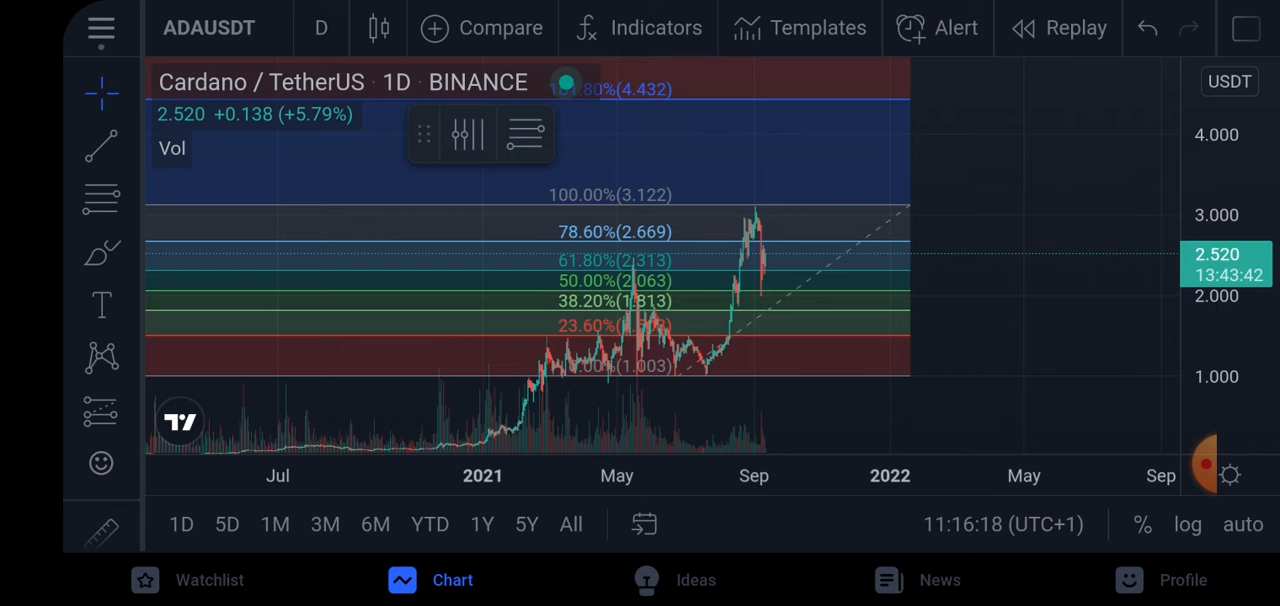 ADAUSDT D Compare Indicators Templates Alert Replay
Cardano / TetherUS · 1D · BINANCE
USDT
2.520 +0.138 (+5.79%)
Vol
4.000
100.00%(3.122)
3.000
78.60%(2.669)
2.520
61.80%(2.313)
13:43:42
50.00%(2.063)
2.000
38.20%(1.813)
23.60%
(1.003)
1.000
Jul 2021 May Sep 2022 May Sep
1D 5D 1M 3M 6M YTD 1Y 5Y All 11:16:18 (UTC+1) % log auto
Watchlist Chart Ideas News Profile